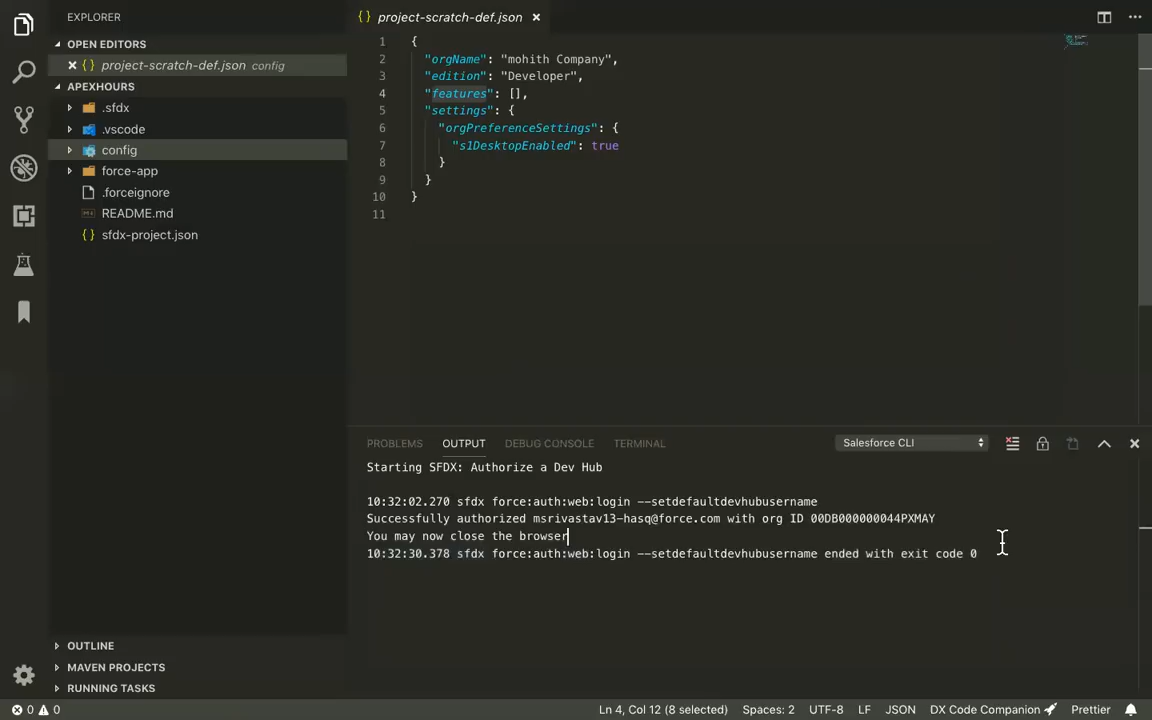 EXPLORER
OPEN EDITORS
project-scratch-def.json config
APEXHOURS
.sfdx
.vscode
config
force-app
.forceignore
README.md
{} sfdx-project.json
OUTLINE
MAVEN PROJECTS
RUNNING TASKS
{} project-scratch-def.json
1 {
2 "orgName": "mohith Company",
3 "edition": "Developer",
4 "features": [],
5 "settings": {
6 "orgPreferenceSettings": {
7 "s1DesktopEnabled": true
8 }
9 }
10 }
11
PROBLEMS OUTPUT DEBUG CONSOLE TERMINAL Salesforce CLI
Starting SFDX: Authorize a Dev Hub
10:32:02.270 sfdx force:auth:web:login --setdefaultdevhubusername
Successfully authorized msrivastav13-hasq@force.com with org ID 00DB000000044PXMAY
You may now close the browser
10:32:30.378 sfdx force:auth:web:login --setdefaultdevhubusername ended with exit code 0
0 0 Ln 4, Col 12 (8 selected) Spaces: 2 UTF-8 LF JSON DX Code Companion Prettier